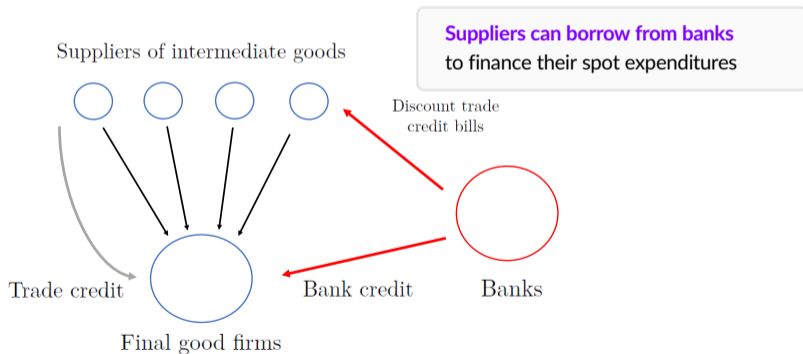 Suppliers can borrow from banks
to finance their spot expenditures
Suppliers of intermediate goods
Discount trade
credit bills
Trade credit
Bank credit
Banks
Final good firms